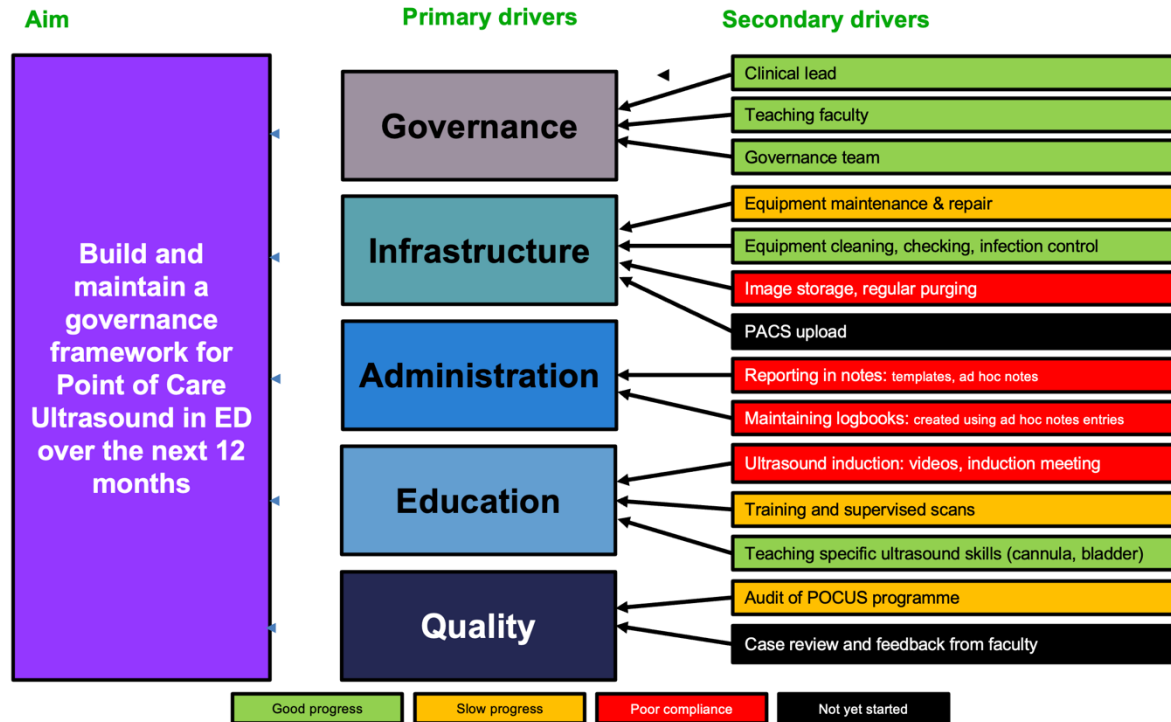 Aim
Primary drivers
Secondary drivers
Build and
maintain a
governance
framework for
Point of Care
Ultrasound in ED
over the next 12
months
Governance
Clinical lead
Teaching faculty
Governance team
Infrastructure
Equipment maintenance & repair
Equipment cleaning, checking, infection control
Image storage, regular purging
PACS upload
Administration
Reporting in notes: templates, ad hoc notes
Maintaining logbooks: created using ad hoc notes entries
Education
Ultrasound induction: videos, induction meeting
Training and supervised scans
Teaching specific ultrasound skills (cannula, bladder)
Quality
Audit of POCUS programme
Case review and feedback from faculty
Good progress
Slow progress
Poor compliance
Not yet started